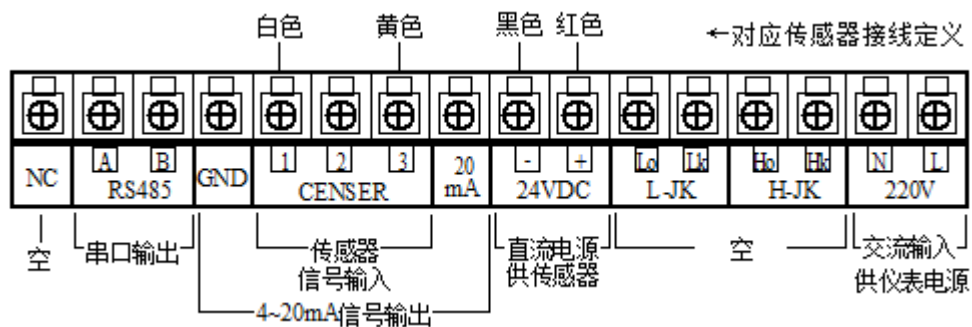 白色 黄色 黑色 红色 ←对应传感器接线定义
A B 1 2 3 20 - + Lo Lk Ho Hk N L
NC RS485 GND CENSER mA 24VDC L-JK H-JK 220V
空 串口输出 传感器 直流电源 空 交流输入
信号输入 供传感器 供仪表电源
4~20mA信号输出